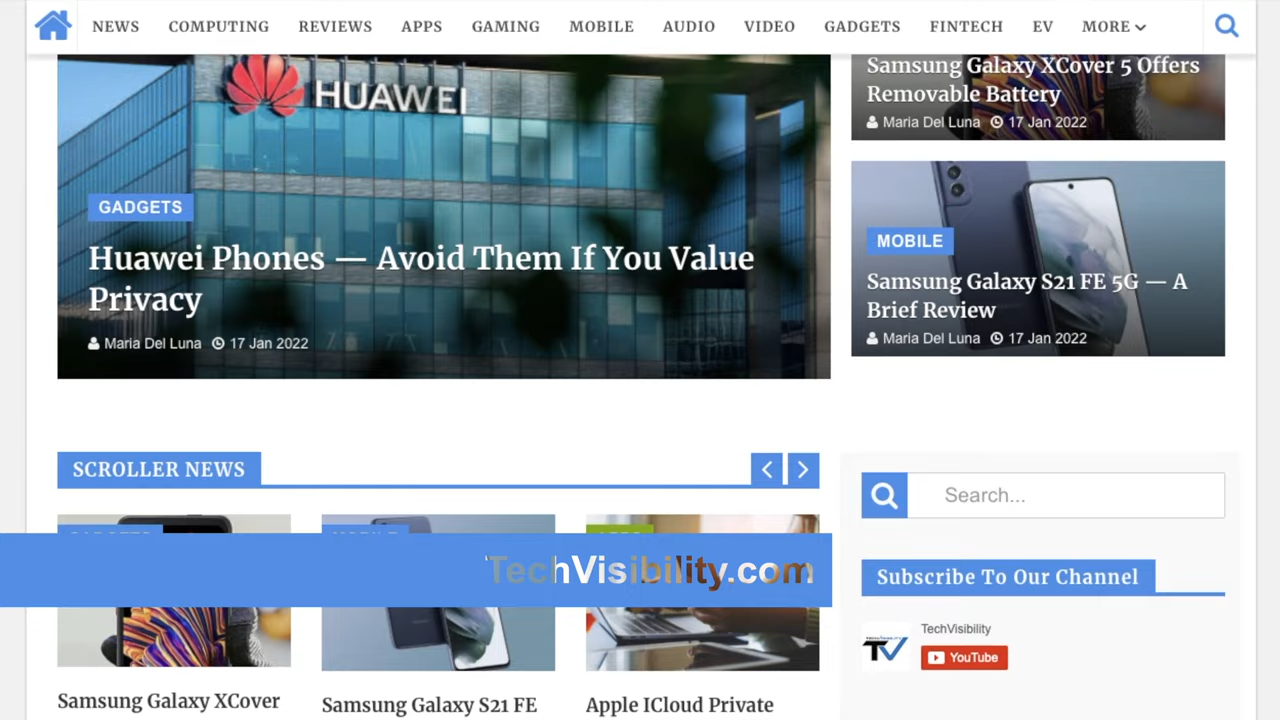 NEWS COMPUTING REVIEWS APPS GAMING MOBILE AUDIO VIDEO GADGETS FINTECH EV MORE
HUAWEI
GADGETS
Huawei Phones — Avoid Them If You Value
Privacy
Maria Del Luna 17 Jan 2022
Samsung Galaxy XCover 5 Offers
Removable Battery
Maria Del Luna 17 Jan 2022
MOBILE
Samsung Galaxy S21 FE 5G — A
Brief Review
Maria Del Luna 17 Jan 2022
SCROLLER NEWS
TechVisibility.com
Samsung Galaxy XCover
Samsung Galaxy S21 FE
Apple ICloud Private
Search...
Subscribe To Our Channel
TV
TechVisibility
YouTube